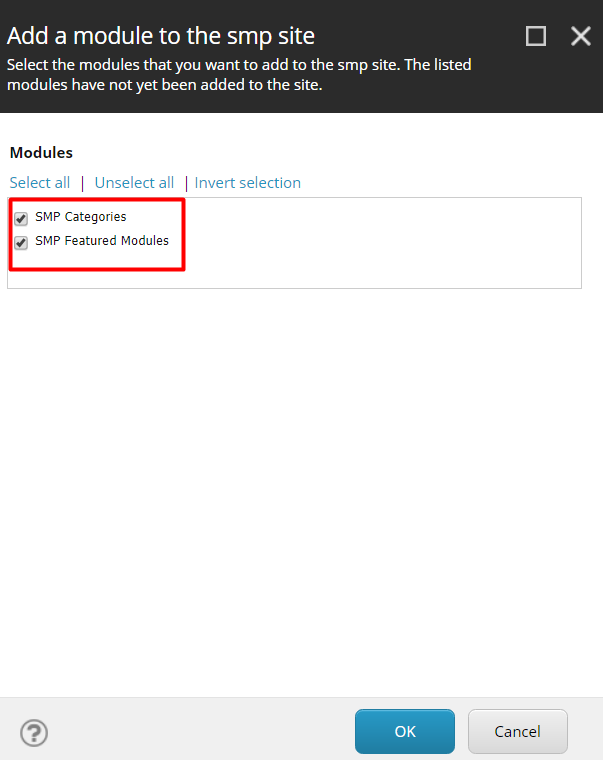 Add a module to the smp site
Select the modules that you want to add to the smp site. The listed
modules have not yet been added to the site.
Modules
Select all | Unselect all | Invert selection
SMP Categories
SMP Featured Modules
?
OK Cancel